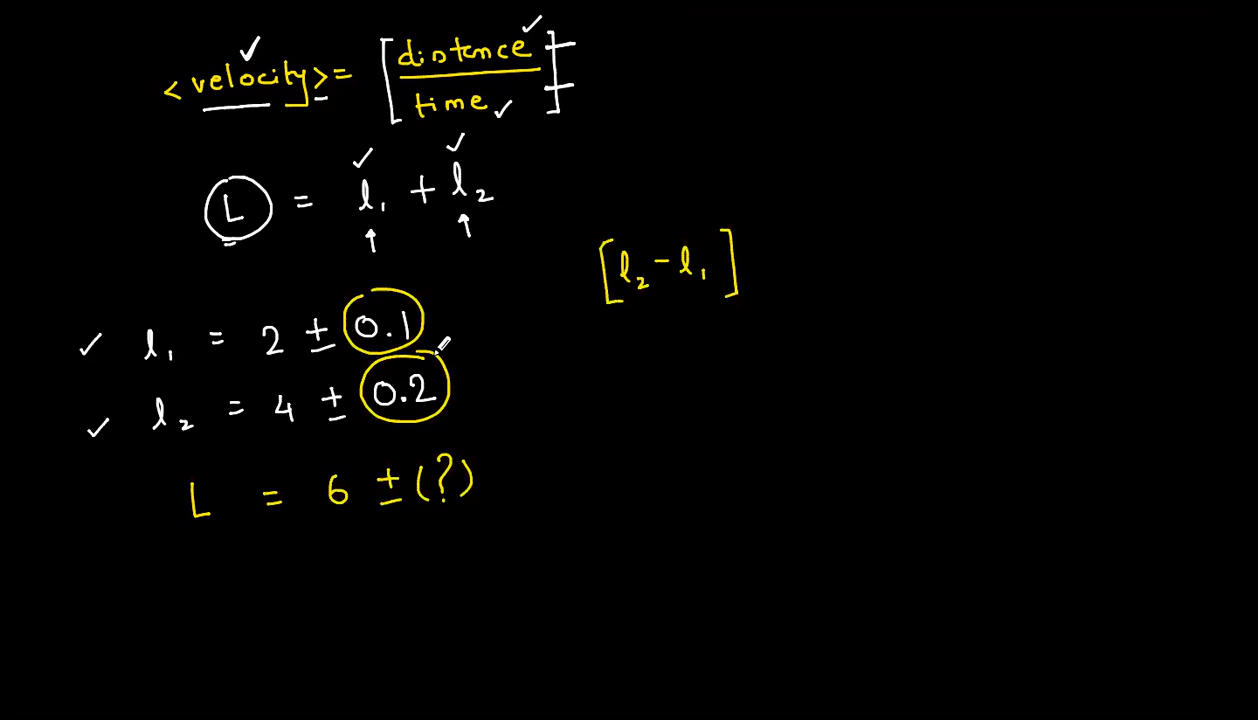 <velocity> = [distance/time]
L = l₁ + l₂
[l₂ - l₁]
l₁ = 2 ± 0.1
l₂ = 4 ± 0.2
L = 6 ± (?)